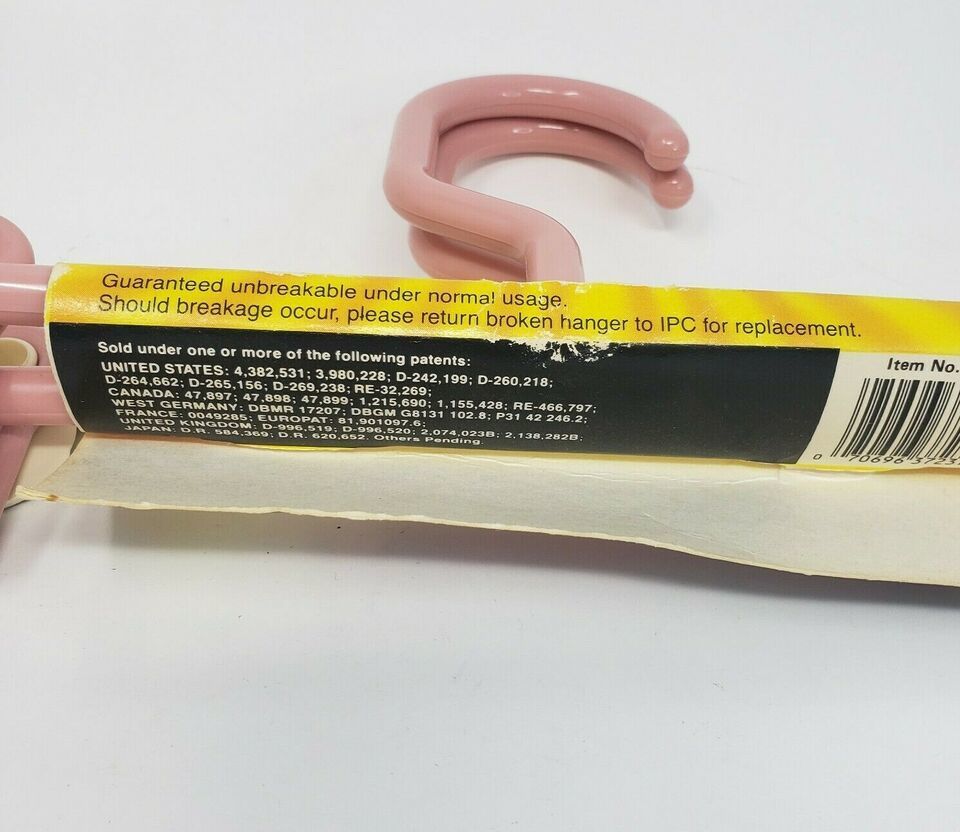 Guaranteed unbreakable under normal usage.
Should breakage occur, please return broken hanger to IPC for replacement.
Sold under one or more of the following patents:
UNITED STATES: 4,382,531; 3,980,228; D-242,199; D-260,218;
D-264,662; D-265,156; D-269,238; RE-32,269;
CANADA: 47,897; 47,898; 47,899; 1,215,690; 1,155,428; RE-466,797;
WEST GERMANY: DBMR 17207; DBGM G8131 102.8; P31 42 246.2;
FRANCE: 0049285; EUROPAT: 81,901097.6;
UNITED KINGDOM: D-996,519; D-996,520; 2,074,023B; 2,138,282B;
JAPAN: D.R. 584,369; D.R. 620,652. Others Pending.
Item No.
0 70696